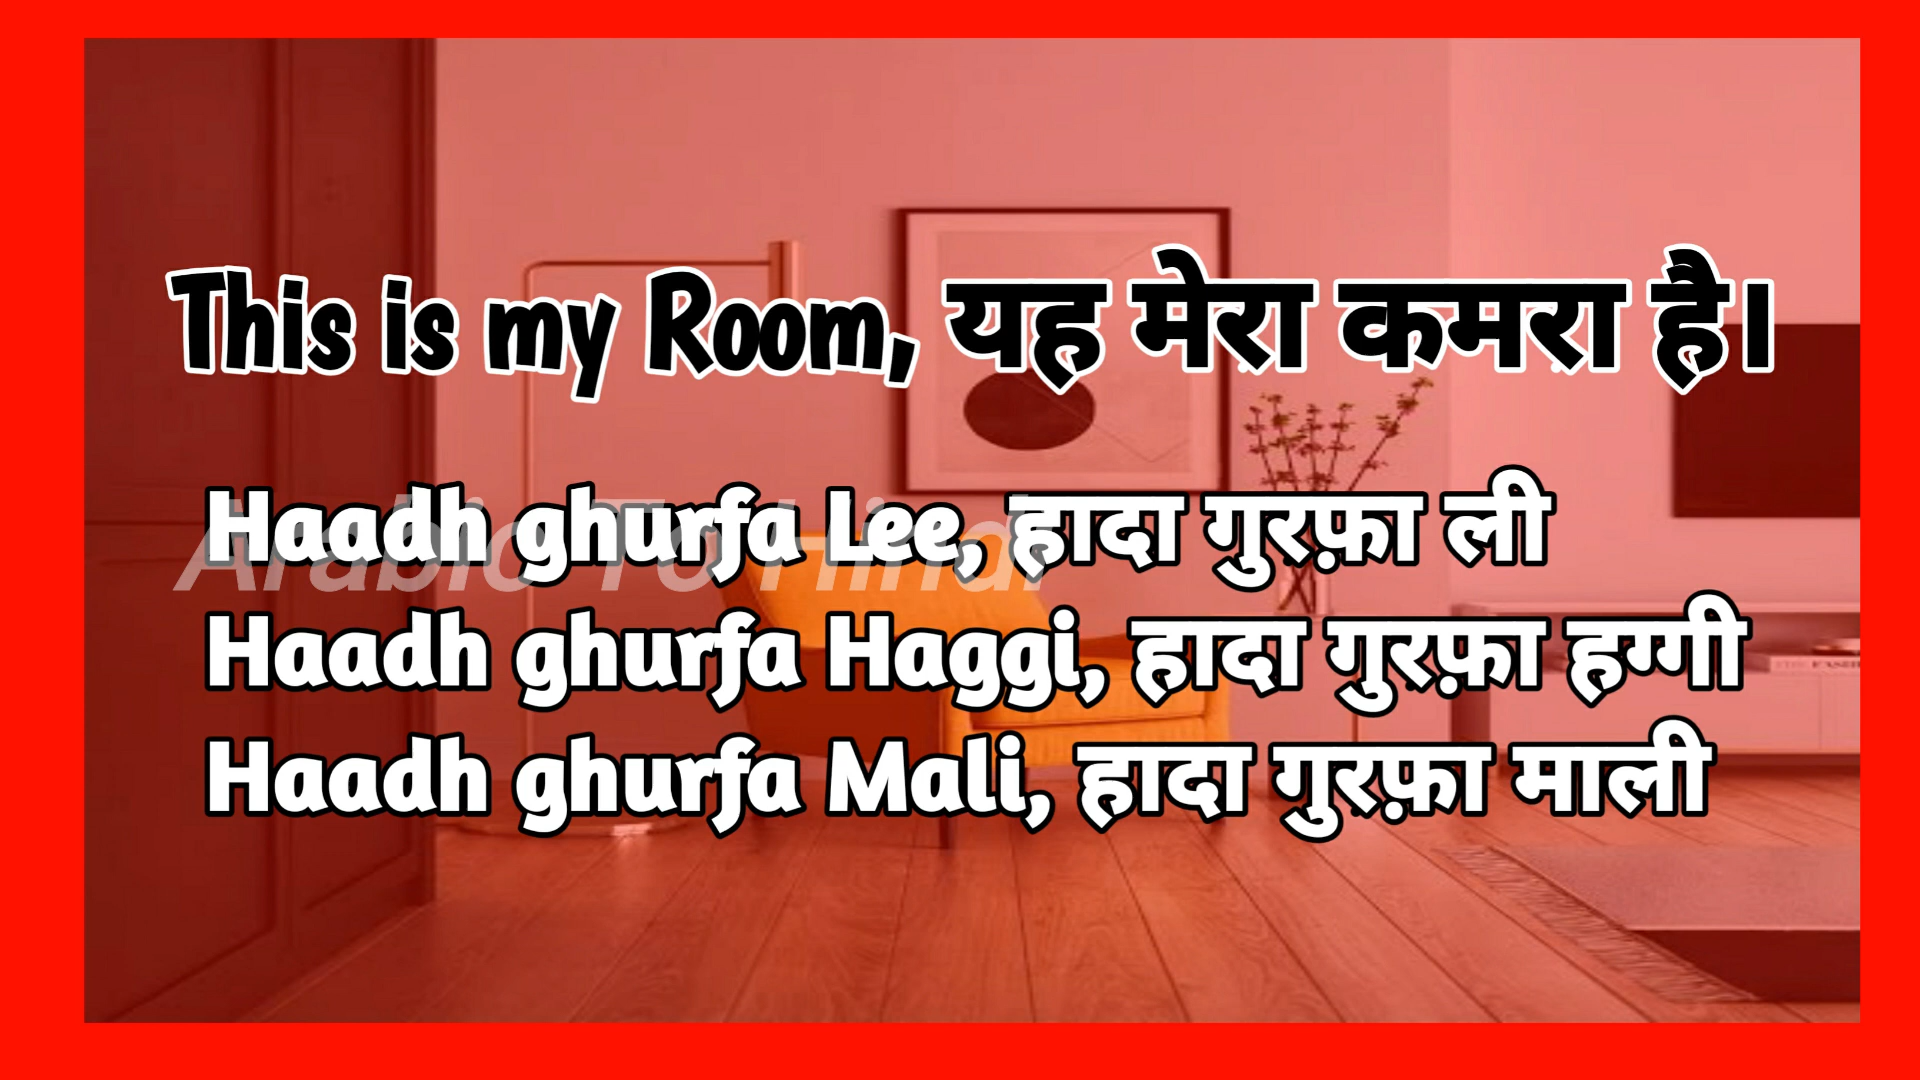 This is my Room, यह मेरा कमरा है।
Arabic To Hindi
Haadh ghurfa Lee, हादा गुरफ़ा ली
Haadh ghurfa Haggi, हादा गुरफ़ा हग्गी
Haadh ghurfa Mali, हादा गुरफ़ा माली